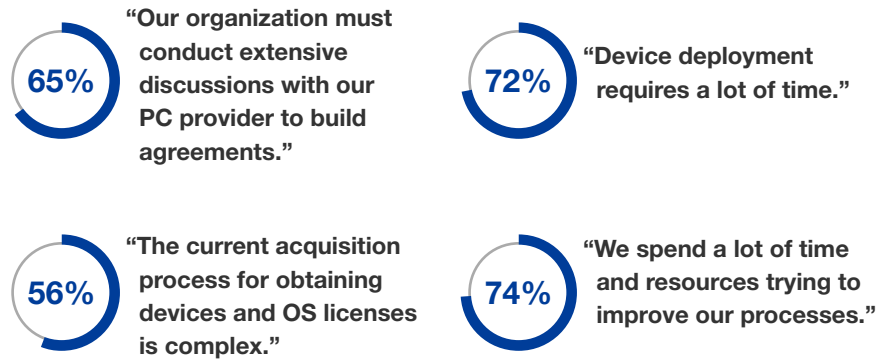 65%
“Our organization must
conduct extensive
discussions with our
PC provider to build
agreements.”
72%
“Device deployment
requires a lot of time.”
56%
“The current acquisition
process for obtaining
devices and OS licenses
is complex.”
74%
“We spend a lot of time
and resources trying to
improve our processes.”